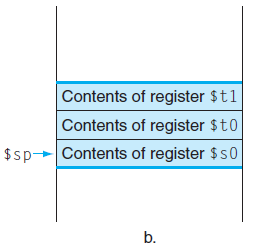 Contents of register $t1
Contents of register $t0
$sp Contents of register $s0
b.